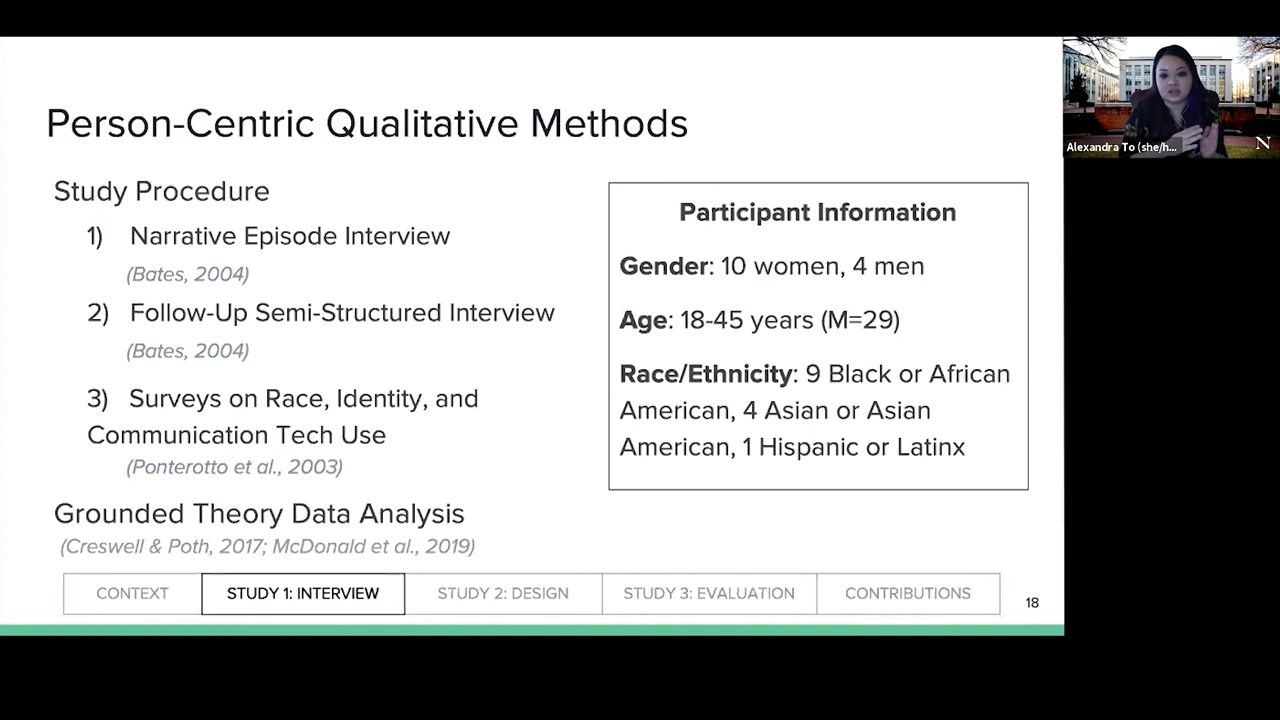 Person-Centric Qualitative Methods
Study Procedure
1) Narrative Episode Interview
(Bates, 2004)
2) Follow-Up Semi-Structured Interview
(Bates, 2004)
3) Surveys on Race, Identity, and
Communication Tech Use
(Ponterotto et al., 2003)
Grounded Theory Data Analysis
(Creswell & Poth, 2017; McDonald et al., 2019)
Participant Information
Gender: 10 women, 4 men
Age: 18-45 years (M=29)
Race/Ethnicity: 9 Black or African
American, 4 Asian or Asian
American, 1 Hispanic or Latinx
CONTEXT
STUDY 1: INTERVIEW
STUDY 2: DESIGN
STUDY 3: EVALUATION
CONTRIBUTIONS
18
Alexandra To (she/h...
N